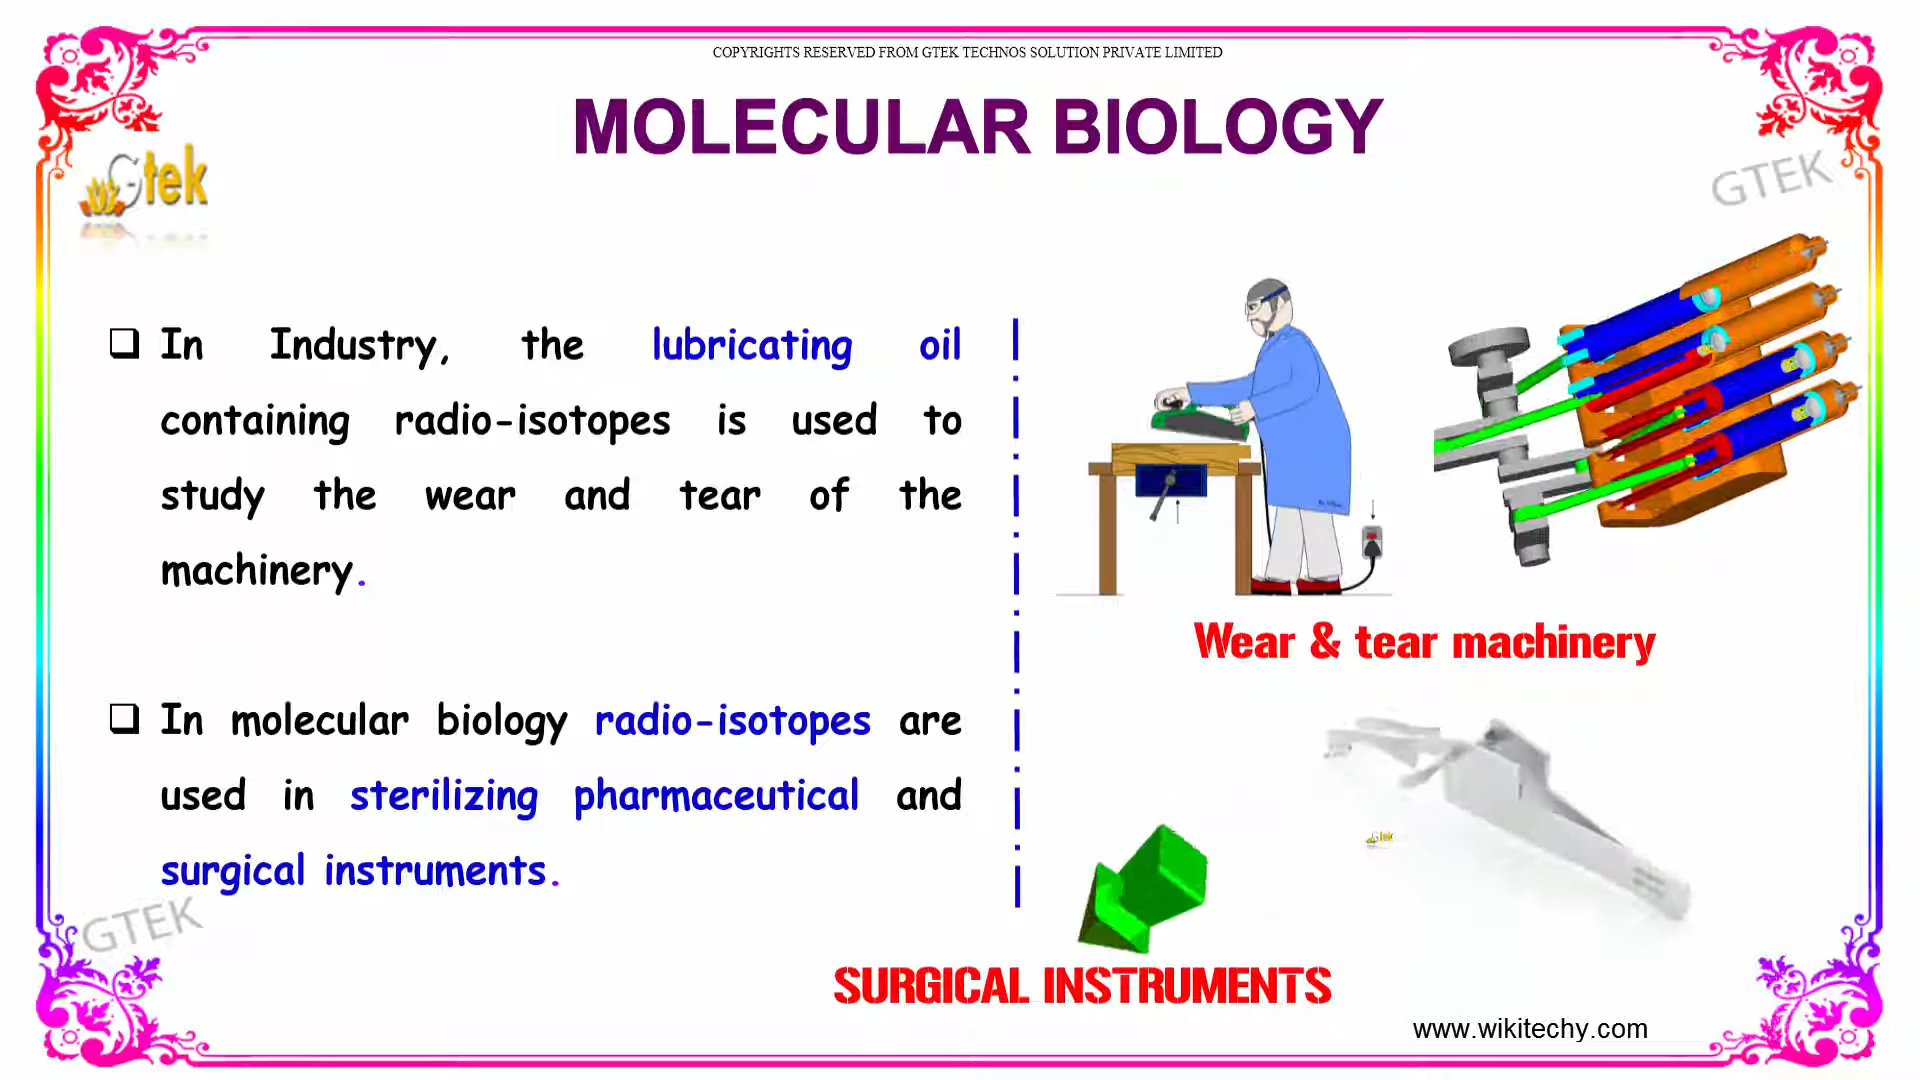 COPYRIGHTS RESERVED FROM GTEK TECHNOS SOLUTION PRIVATE LIMITED
MOLECULAR BIOLOGY
Gtek
GTEK
In Industry, the lubricating oil
containing radio-isotopes is used to
study the wear and tear of the
machinery.
Wear & tear machinery
In molecular biology radio-isotopes are
used in sterilizing pharmaceutical and
surgical instruments.
Gtek
GTEK
SURGICAL INSTRUMENTS
www.wikitechy.com